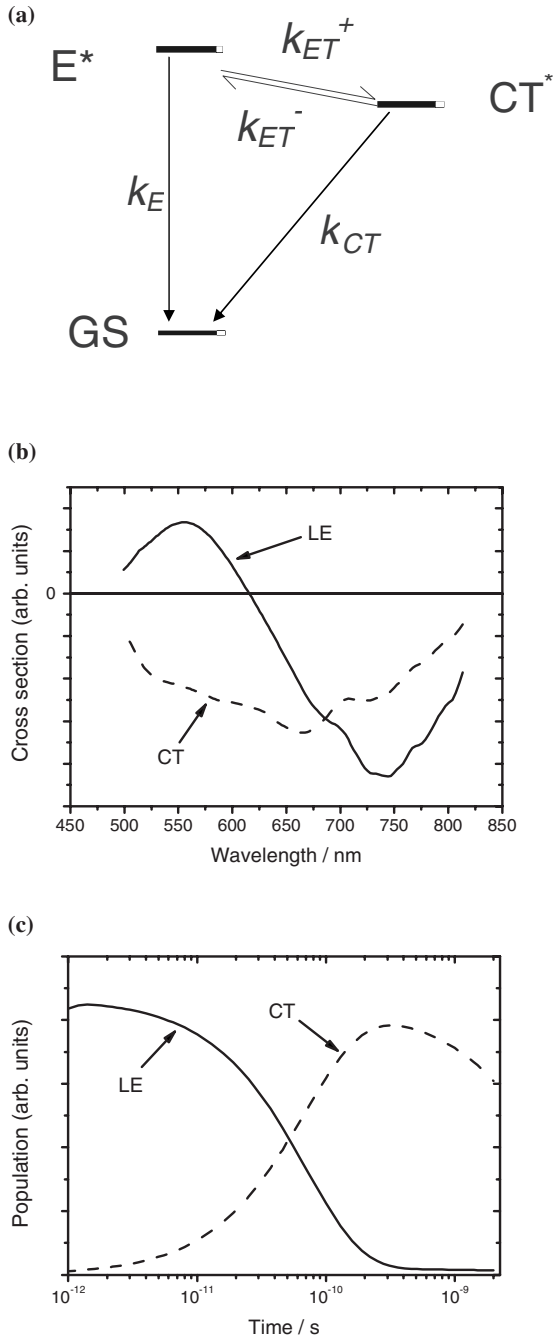 (a)
E*
k_ET^+
CT*
k_ET^-
k_E
k_CT
GS
(b)
Cross section (arb. units)
0
LE
CT
450 500 550 600 650 700 750 800 850
Wavelength / nm
(c)
Population (arb. units)
CT
LE
10^-12 10^-11 10^-10 10^-9
Time / s